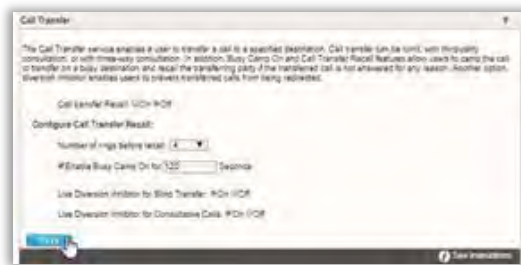 Call Transfer ?
The Call Transfer service enables a user to transfer a call to a specified destination. Call transfer can be blind, with third-party
consultation, or with three-way consultation. In addition, Busy Camp On and Call Transfer Recall features allow users to camp the call
to transfer on a busy destination and recall the transferring party if the transferred call is not answered for any reason. Another option,
diversion inhibitor enables users to prevent transferred calls from being redirected.
Call transfer Recall: On Off
Configure Call Transfer Recall:
Number of rings before recall: 4
Enable Busy Camp On for 120 Seconds
Use Diversion Inhibitor for Blind Transfer: On Off
Use Diversion Inhibitor for Consultative Calls: On Off
See Instructions